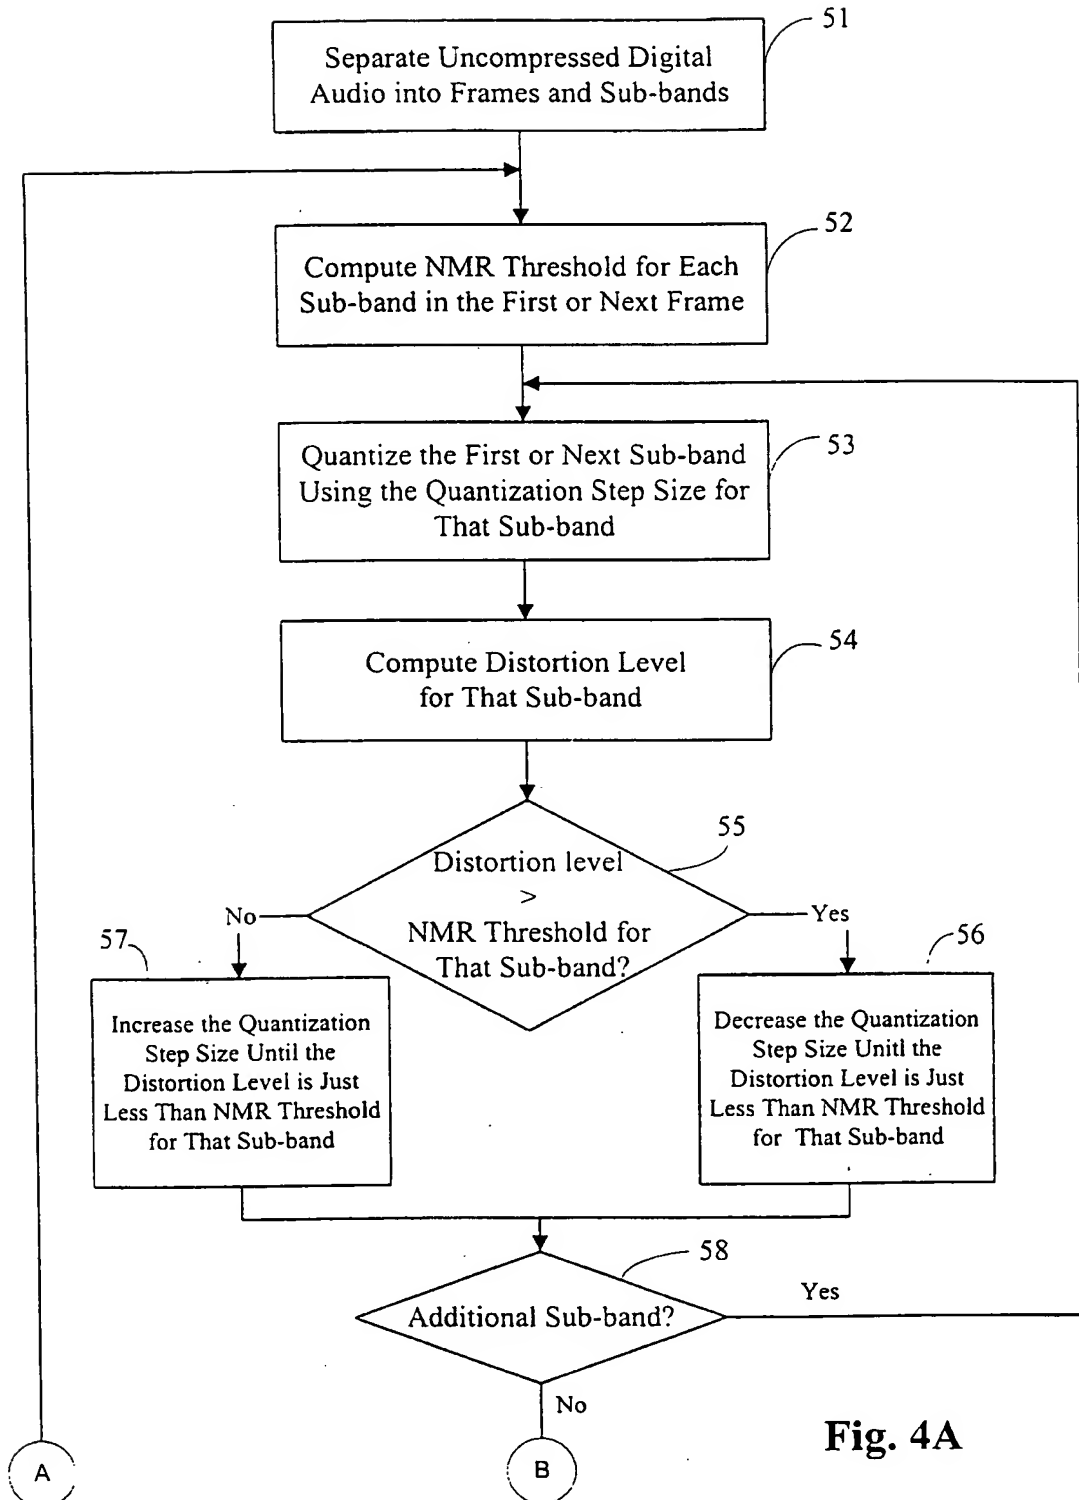 51
Separate Uncompressed Digital
Audio into Frames and Sub-bands
52
Compute NMR Threshold for Each
Sub-band in the First or Next Frame
53
Quantize the First or Next Sub-band
Using the Quantization Step Size for
That Sub-band
54
Compute Distortion Level
for That Sub-band
55
Distortion level
>
NMR Threshold for
That Sub-band?
No
Yes
57
Increase the Quantization
Step Size Until the
Distortion Level is Just
Less Than NMR Threshold
for That Sub-band
56
Decrease the Quantization
Step Size Unitl the
Distortion Level is Just
Less Than NMR Threshold
for That Sub-band
58
Additional Sub-band?
Yes
No
Fig. 4A
A
B